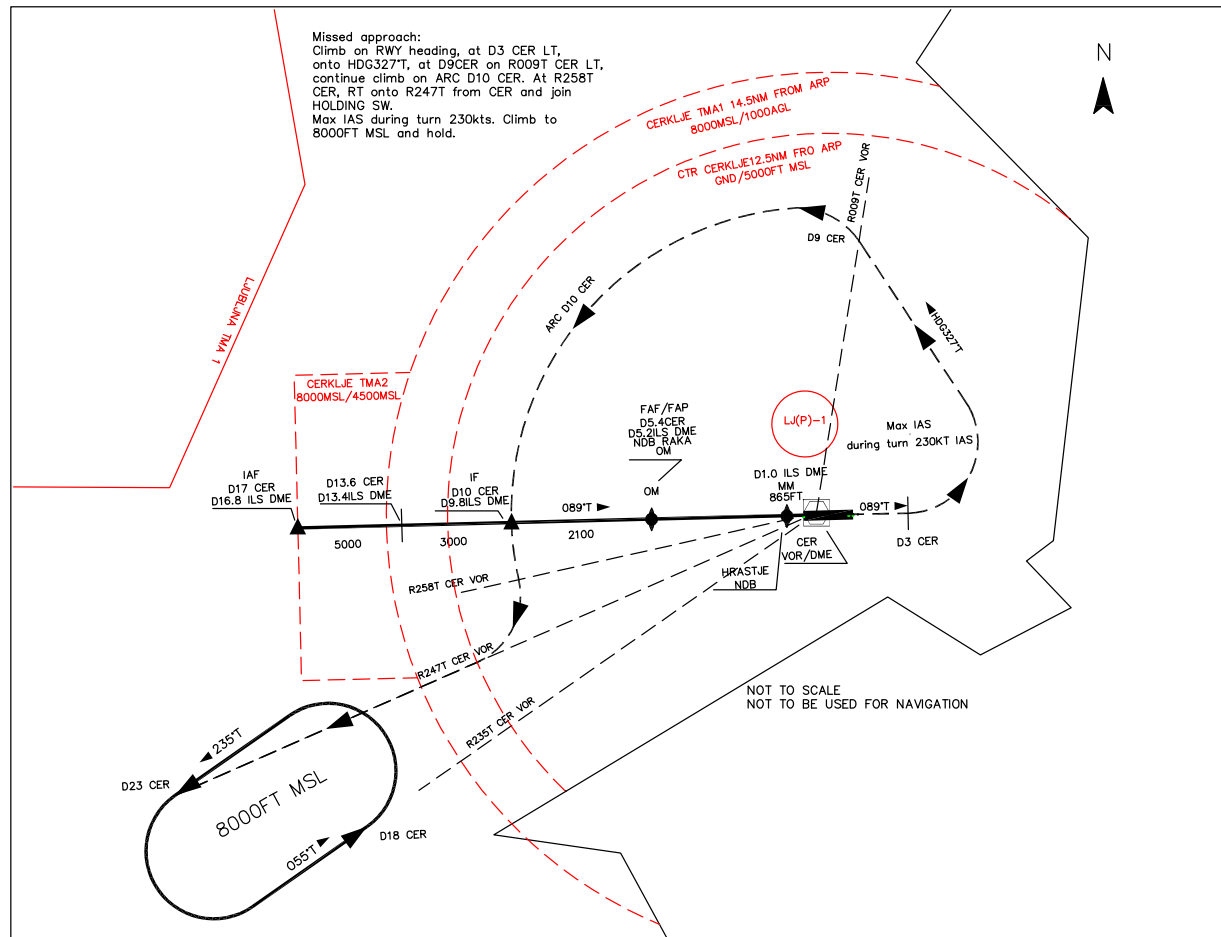 Missed approach:
Climb on RWY heading, at D3 CER LT,
onto HDG327°T, at D9CER on R009T CER LT,
continue climb on ARC D10 CER. At R258T
CER, RT onto R247T from CER and join
HOLDING SW.
Max IAS during turn 230kts. Climb to
8000FT MSL and hold.
N
CERKLJE TMA1 14.5NM FROM ARP
8000MSL/1000AGL
CTR CERKLJE12.5NM FRO ARP
GND/5000FT MSL
R009T CER VOR
D9 CER
ARC D10 CER
LJUBLJNA TMA 1
HDG327°T
CERKLJE TMA2
8000MSL/4500MSL
LJ(P)-1
Max IAS
during turn 230KT IAS
FAF/FAP
D5.4CER
D5.2ILS DME
NDB RAKA
OM
IAF
D17 CER
D16.8 ILS DME
D13.6 CER
D13.4ILS DME
IF
D10 CER
D9.8ILS DME
OM
D1.0 ILS DME
MM
865FT
089°T
089°T
5000
3000
2100
D3 CER
CER
VOR/DME
HRASTJE
NDB
R258T CER VOR
R247T CER VOR
R235T CER VOR
NOT TO SCALE
NOT TO BE USED FOR NAVIGATION
235°T
D23 CER
8000FT MSL
055°T
D18 CER